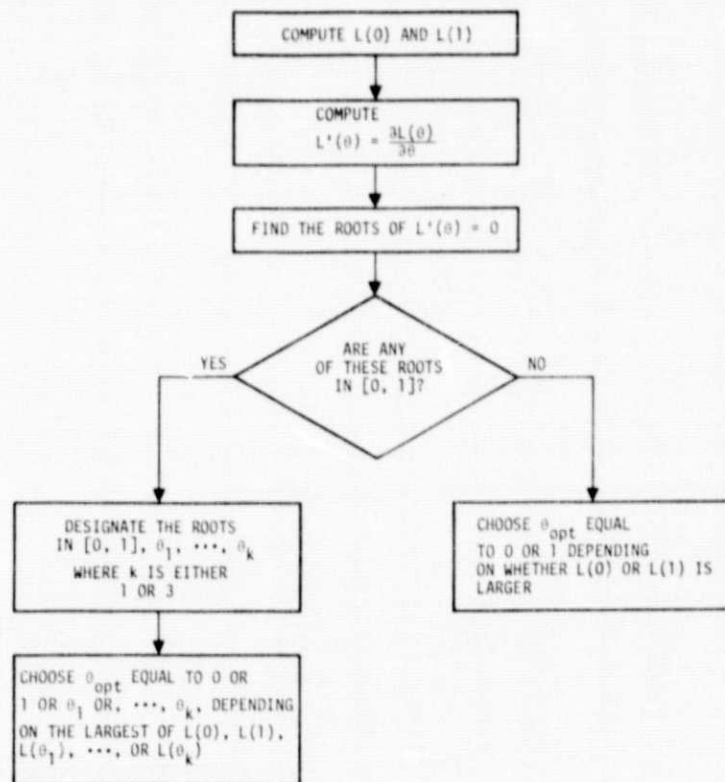 COMPUTE L(0) AND L(1)
COMPUTE
L'(θ) = ∂L(θ)/∂θ
FIND THE ROOTS OF L'(θ) = 0
ARE ANY
OF THESE ROOTS
IN [0, 1]?
YES
NO
DESIGNATE THE ROOTS
IN [0, 1], θ₁, ···, θₖ
WHERE k IS EITHER
1 OR 3
CHOOSE θopt EQUAL
TO 0 OR 1 DEPENDING
ON WHETHER L(0) OR L(1) IS
LARGER
CHOOSE θopt EQUAL TO 0 OR
1 OR θ₁ OR, ···, θₖ, DEPENDING
ON THE LARGEST OF L(0), L(1),
L(θ₁), ···, OR L(θₖ)